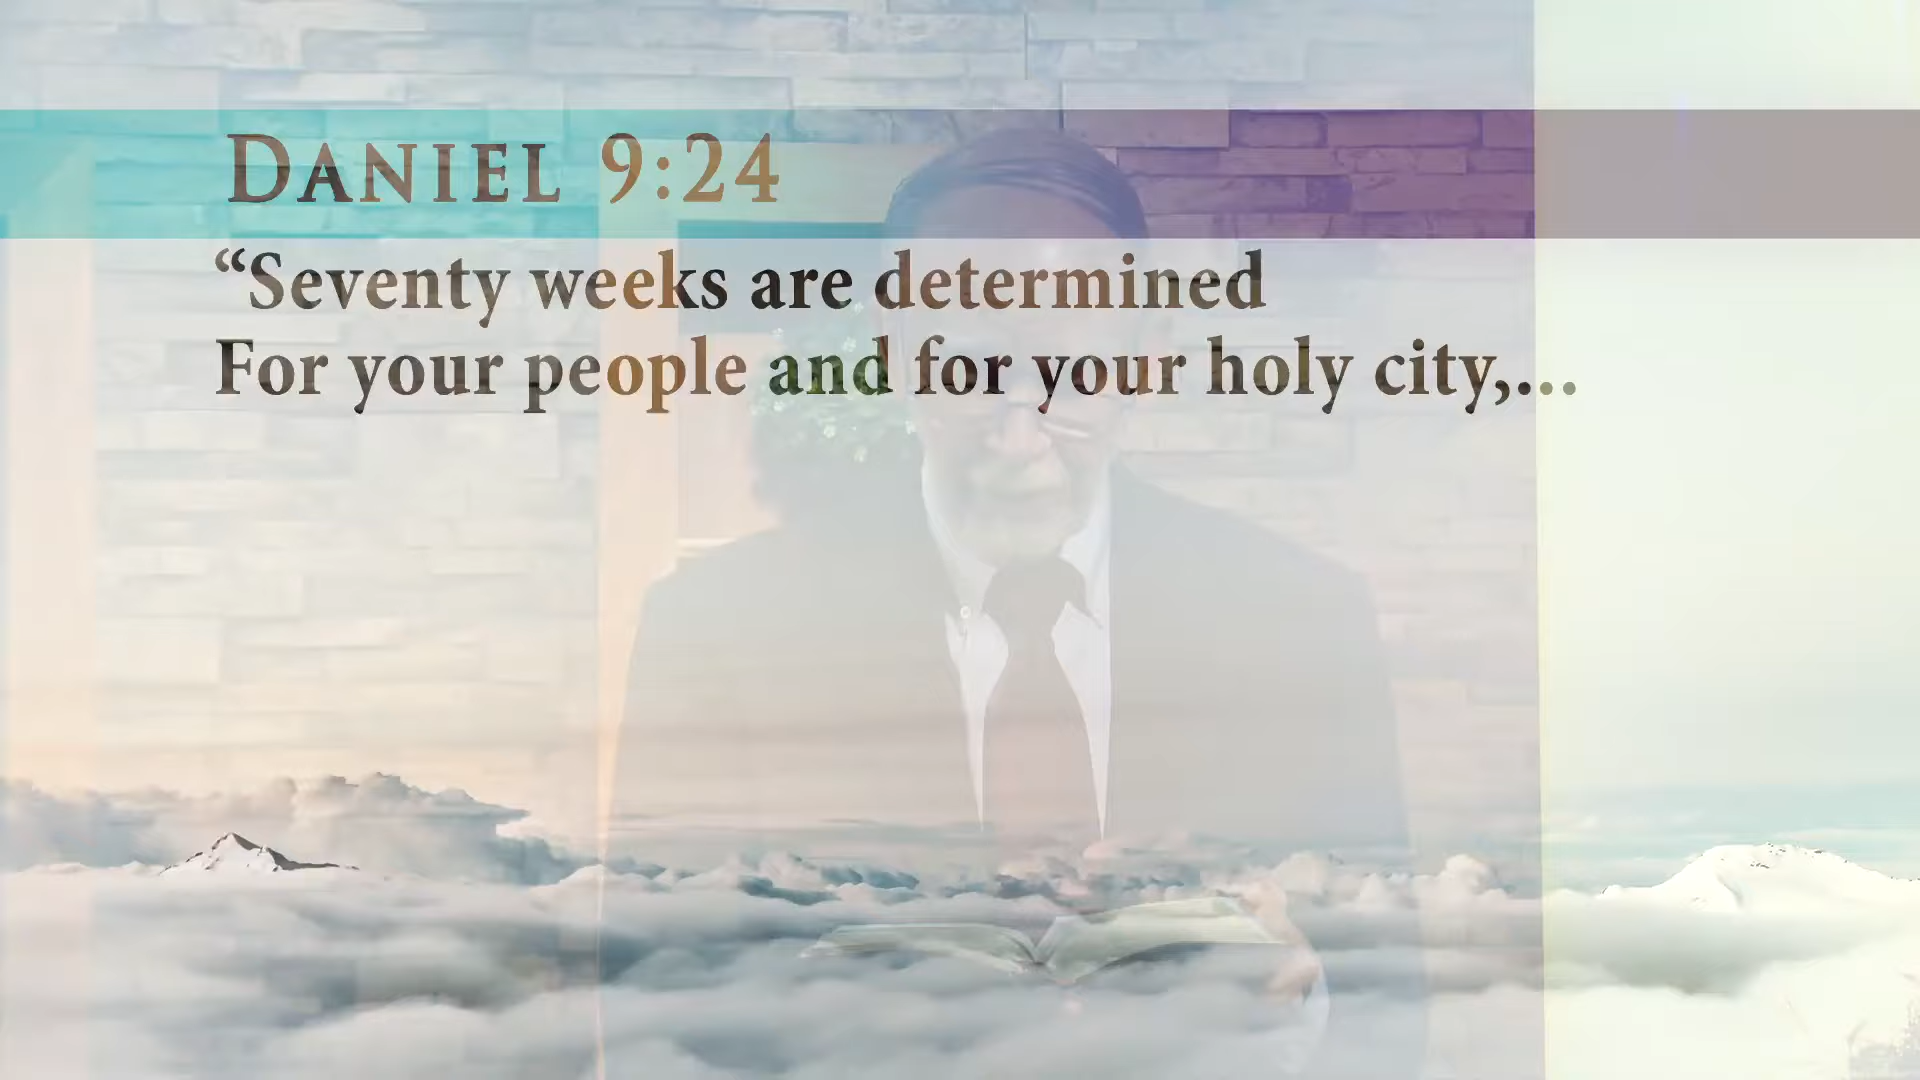 DANIEL 9:24
“Seventy weeks are determined
For your people and for your holy city,...